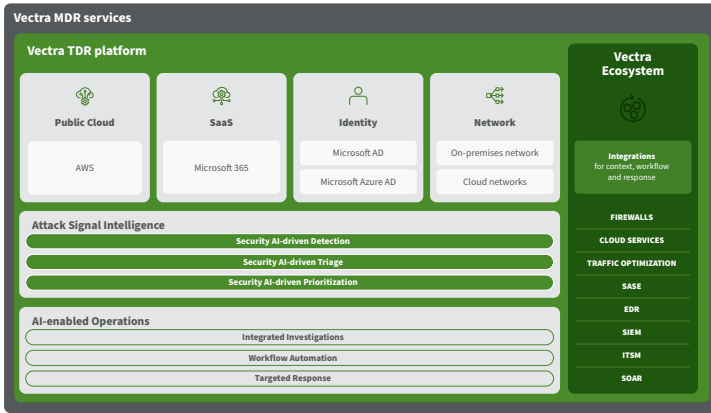 Vectra MDR services
Vectra TDR platform
Public Cloud
AWS
SaaS
Microsoft 365
Identity
Microsoft AD
Microsoft Azure AD
Network
On-premises network
Cloud networks
Attack Signal Intelligence
Security AI-driven Detection
Security AI-driven Triage
Security AI-driven Prioritization
AI-enabled Operations
Integrated Investigations
Workflow Automation
Targeted Response
Vectra
Ecosystem
Integrations
for context, workflow
and response
FIREWALLS
CLOUD SERVICES
TRAFFIC OPTIMIZATION
SASE
EDR
SIEM
ITSM
SOAR